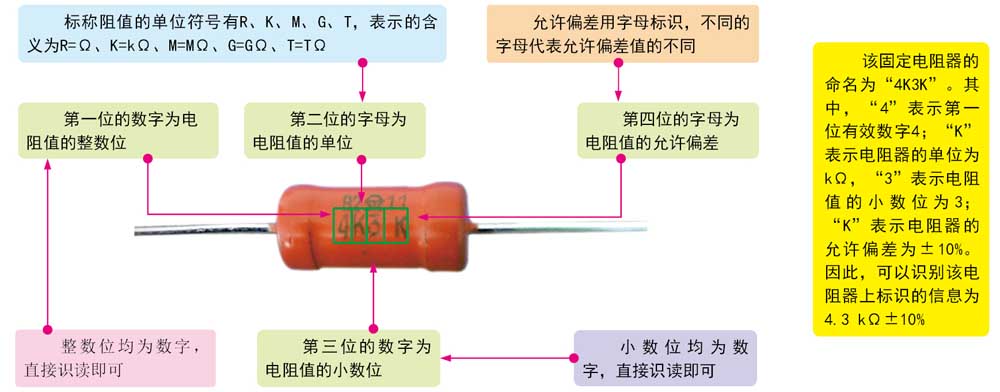 标称阻值的单位符号有R、K、M、G、T，表示的含
义为R=Ω、K=kΩ、M=MΩ、G=GΩ、T=TΩ
允许偏差用字母标识，不同的
字母代表允许偏差值的不同
第一位的数字为电
阻值的整数位
第二位的字母为
电阻值的单位
第四位的字母为
电阻值的允许偏差
4K3 K
整数位均为数字，
直接识读即可
第三位的数字为
电阻值的小数位
小数位均为数
字，直接识读即可
该固定电阻器的
命名为“4K3K”。其
中，“4”表示第一
位有效数字4；“K”
表示电阻器的单位为
kΩ，“3”表示电阻
值的小数位为3；
“K”表示电阻器的
允许偏差为±10%。
因此，可以识别该电
阻器上标识的信息为
4.3 kΩ±10%